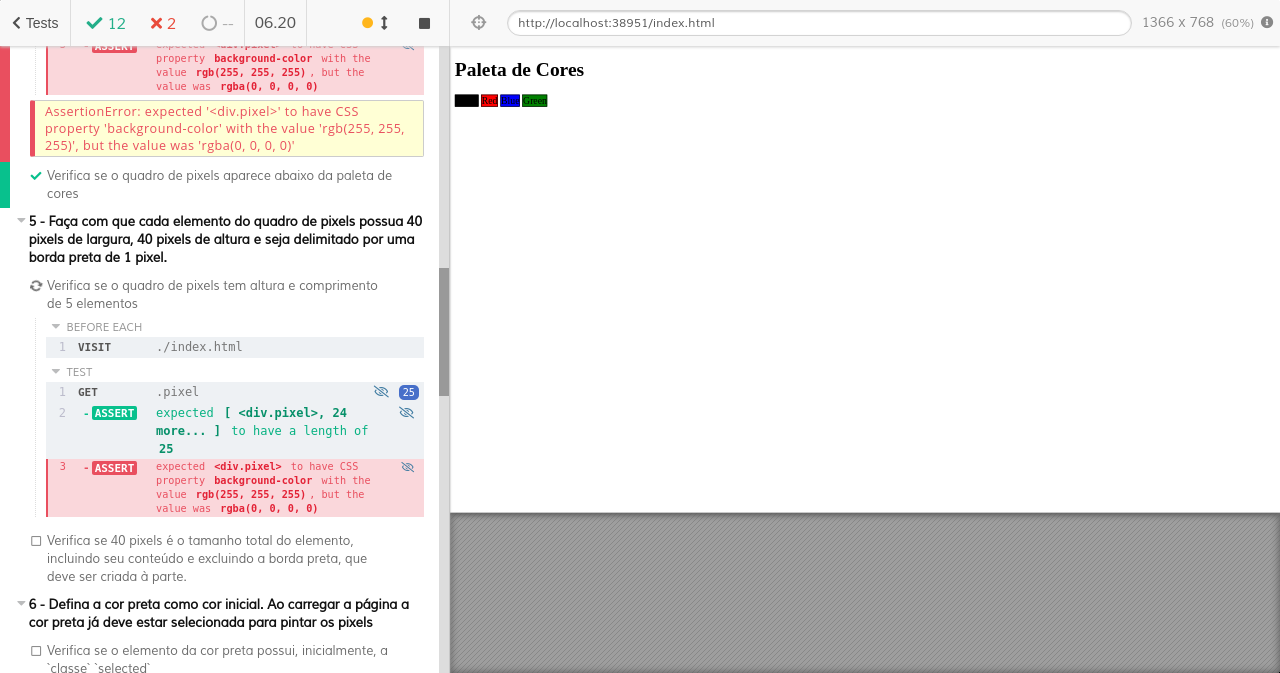 Tests 12 2 -- 06.20 http://localhost:38951/index.html 1366 x 768 (60%)
3 - ASSERT expected <div.pixel> to have CSS
property background-color with the
value rgb(255, 255, 255) , but the
value was rgba(0, 0, 0, 0)
AssertionError: expected '<div.pixel>' to have CSS
property 'background-color' with the value 'rgb(255, 255,
255)', but the value was 'rgba(0, 0, 0, 0)'
Verifica se o quadro de pixels aparece abaixo da paleta de
cores
5 - Faça com que cada elemento do quadro de pixels possua 40
pixels de largura, 40 pixels de altura e seja delimitado por uma
borda preta de 1 pixel.
Verifica se o quadro de pixels tem altura e comprimento
de 5 elementos
BEFORE EACH
1 VISIT ./index.html
TEST
1 GET .pixel 25
2 - ASSERT expected [ <div.pixel>, 24
more... ] to have a length of
25
3 - ASSERT expected <div.pixel> to have CSS
property background-color with the
value rgb(255, 255, 255) , but the
value was rgba(0, 0, 0, 0)
Verifica se 40 pixels é o tamanho total do elemento,
incluindo seu conteúdo e excluindo a borda preta, que
deve ser criada à parte.
6 - Defina a cor preta como cor inicial. Ao carregar a página a
cor preta já deve estar selecionada para pintar os pixels
Verifica se o elemento da cor preta possui, inicialmente, a
`classe` `selected`
Paleta de Cores
Red Blue Green